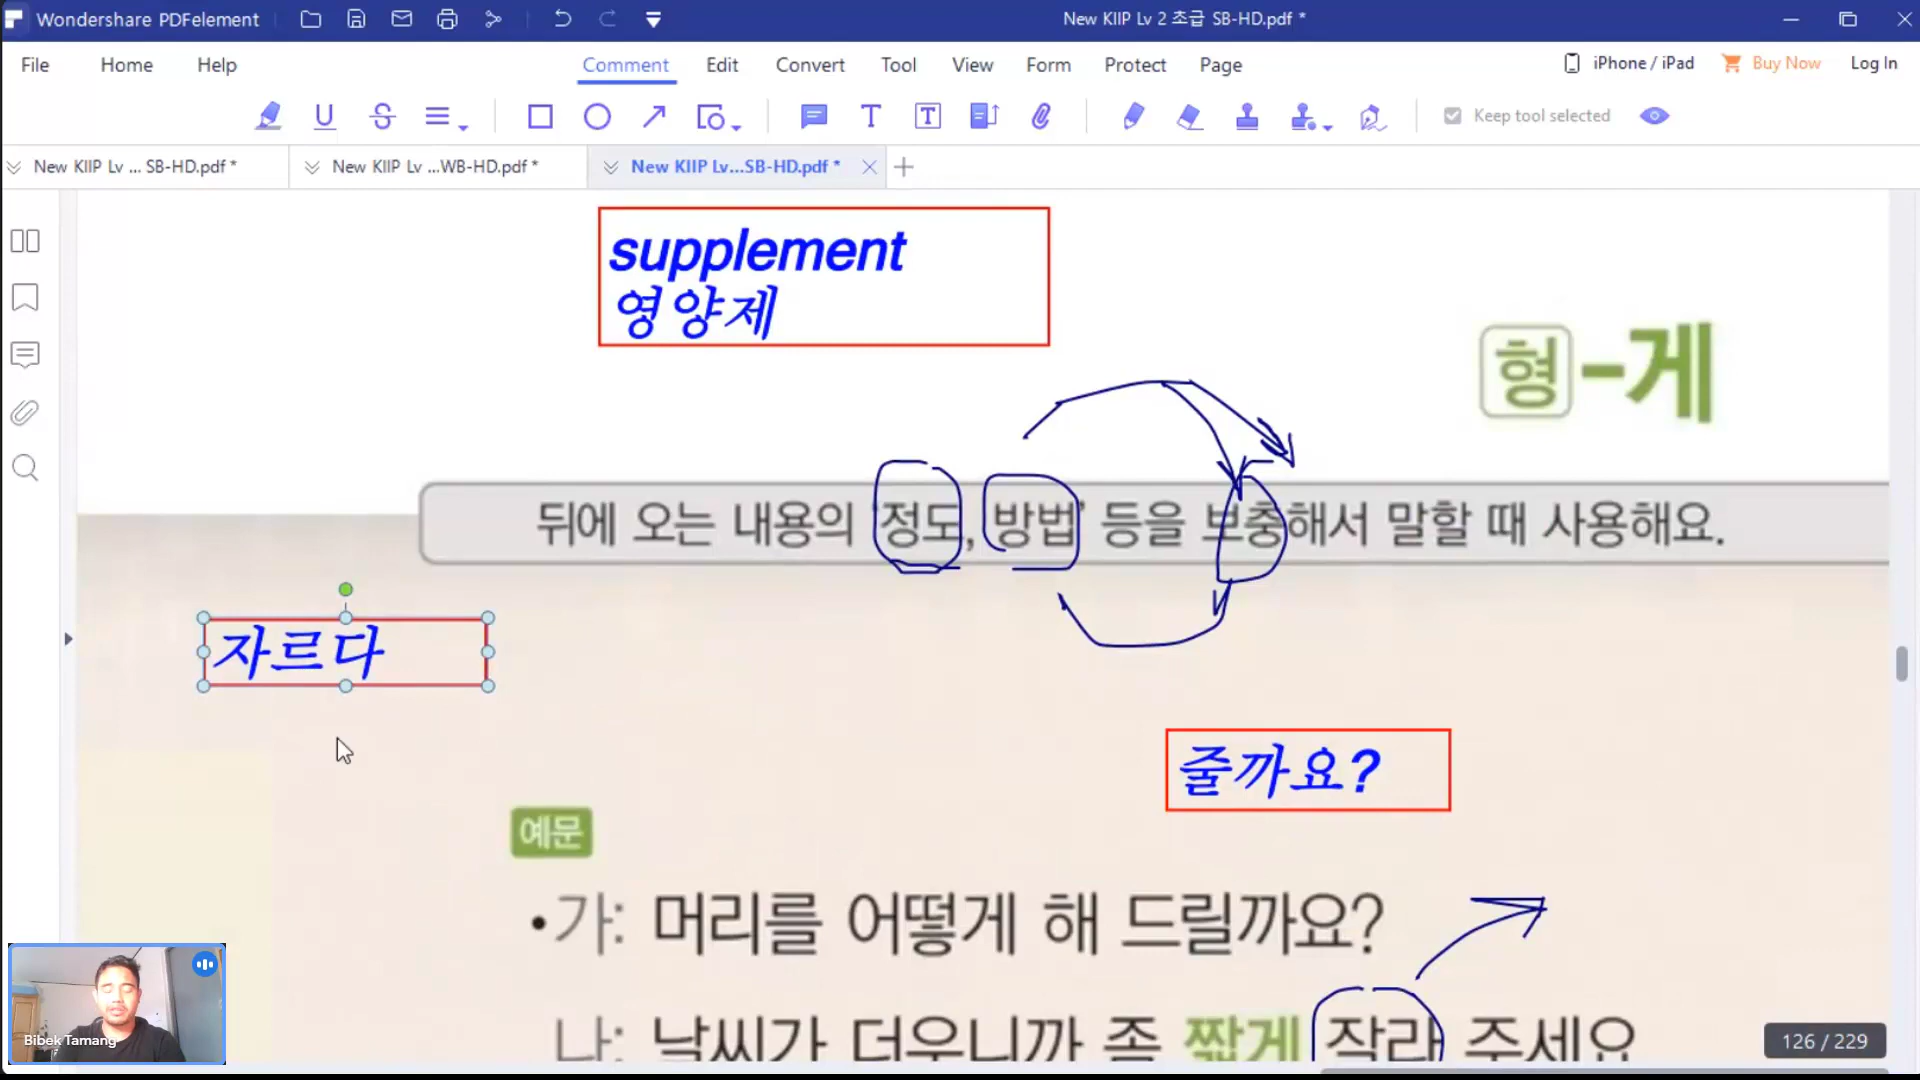 Wondershare PDFelement
New KIIP Lv 2 초급 SB-HD.pdf *
File Home Help Comment Edit Convert Tool View Form Protect Page iPhone / iPad Buy Now Log In
Keep tool selected
New KIIP Lv ... SB-HD.pdf * New KIIP Lv ...WB-HD.pdf * New KIIP Lv...SB-HD.pdf *
supplement
영양제
형-게
뒤에 오는 내용의 '정도, 방법' 등을 보충해서 말할 때 사용해요.
자르다
줄까요?
예문
•가: 머리를 어떻게 해 드릴까요?
나: 날씨가 더우니까 좀 짧게 잘라 주세요
Bibek Tamang
126 / 229